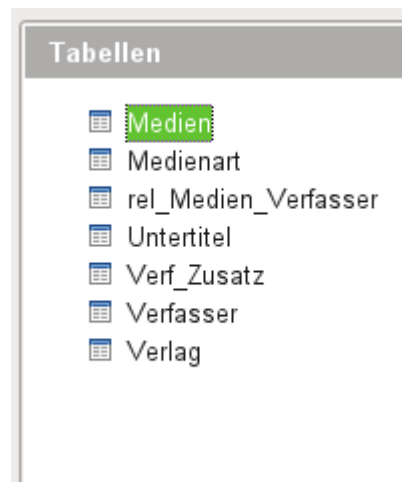 Tabellen
Medien
Medienart
rel_Medien_Verfasser
Untertitel
Verf_Zusatz
Verfasser
Verlag